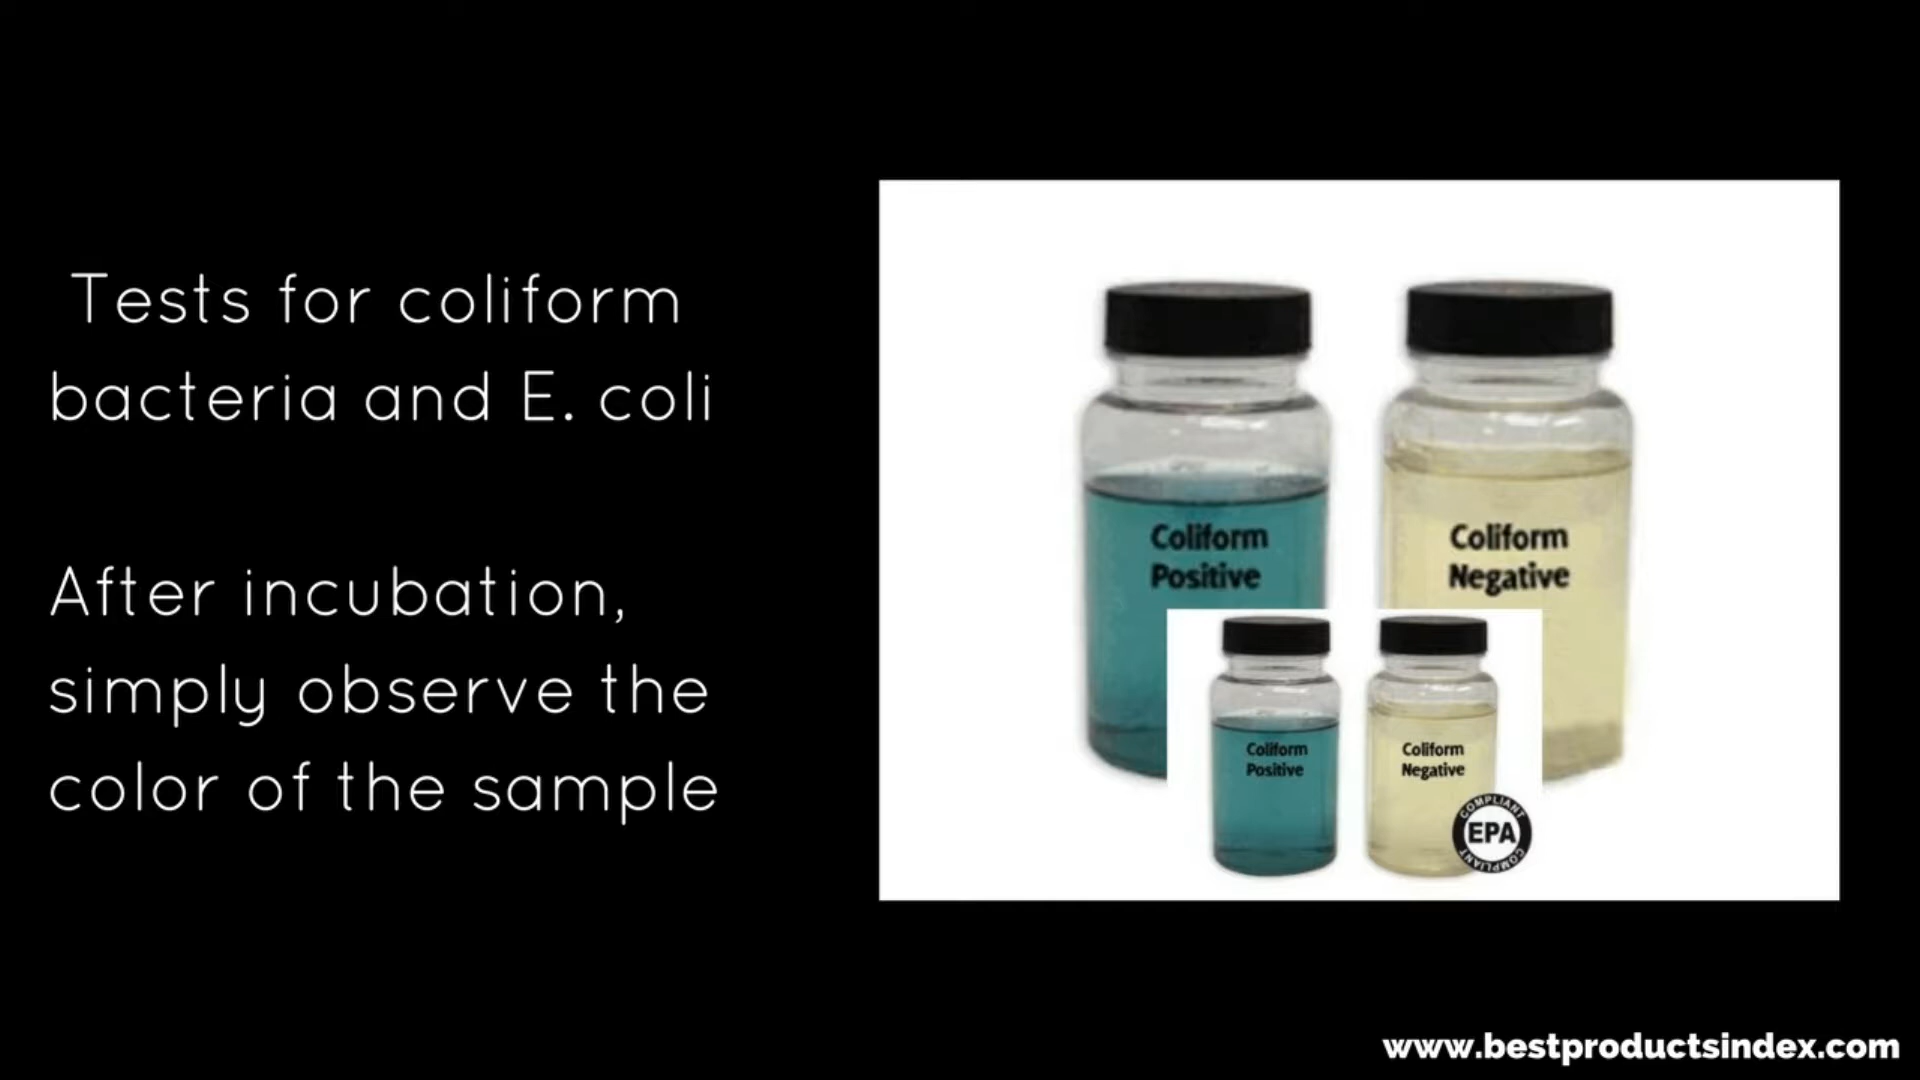 Tests for coliform
bacteria and E. coli
After incubation,
simply observe the
color of the sample
Coliform
Positive
Coliform
Negative
Coliform
Positive
Coliform
Negative
COMPLIANT
EPA
COMPLIANT
www.bestproductsindex.com